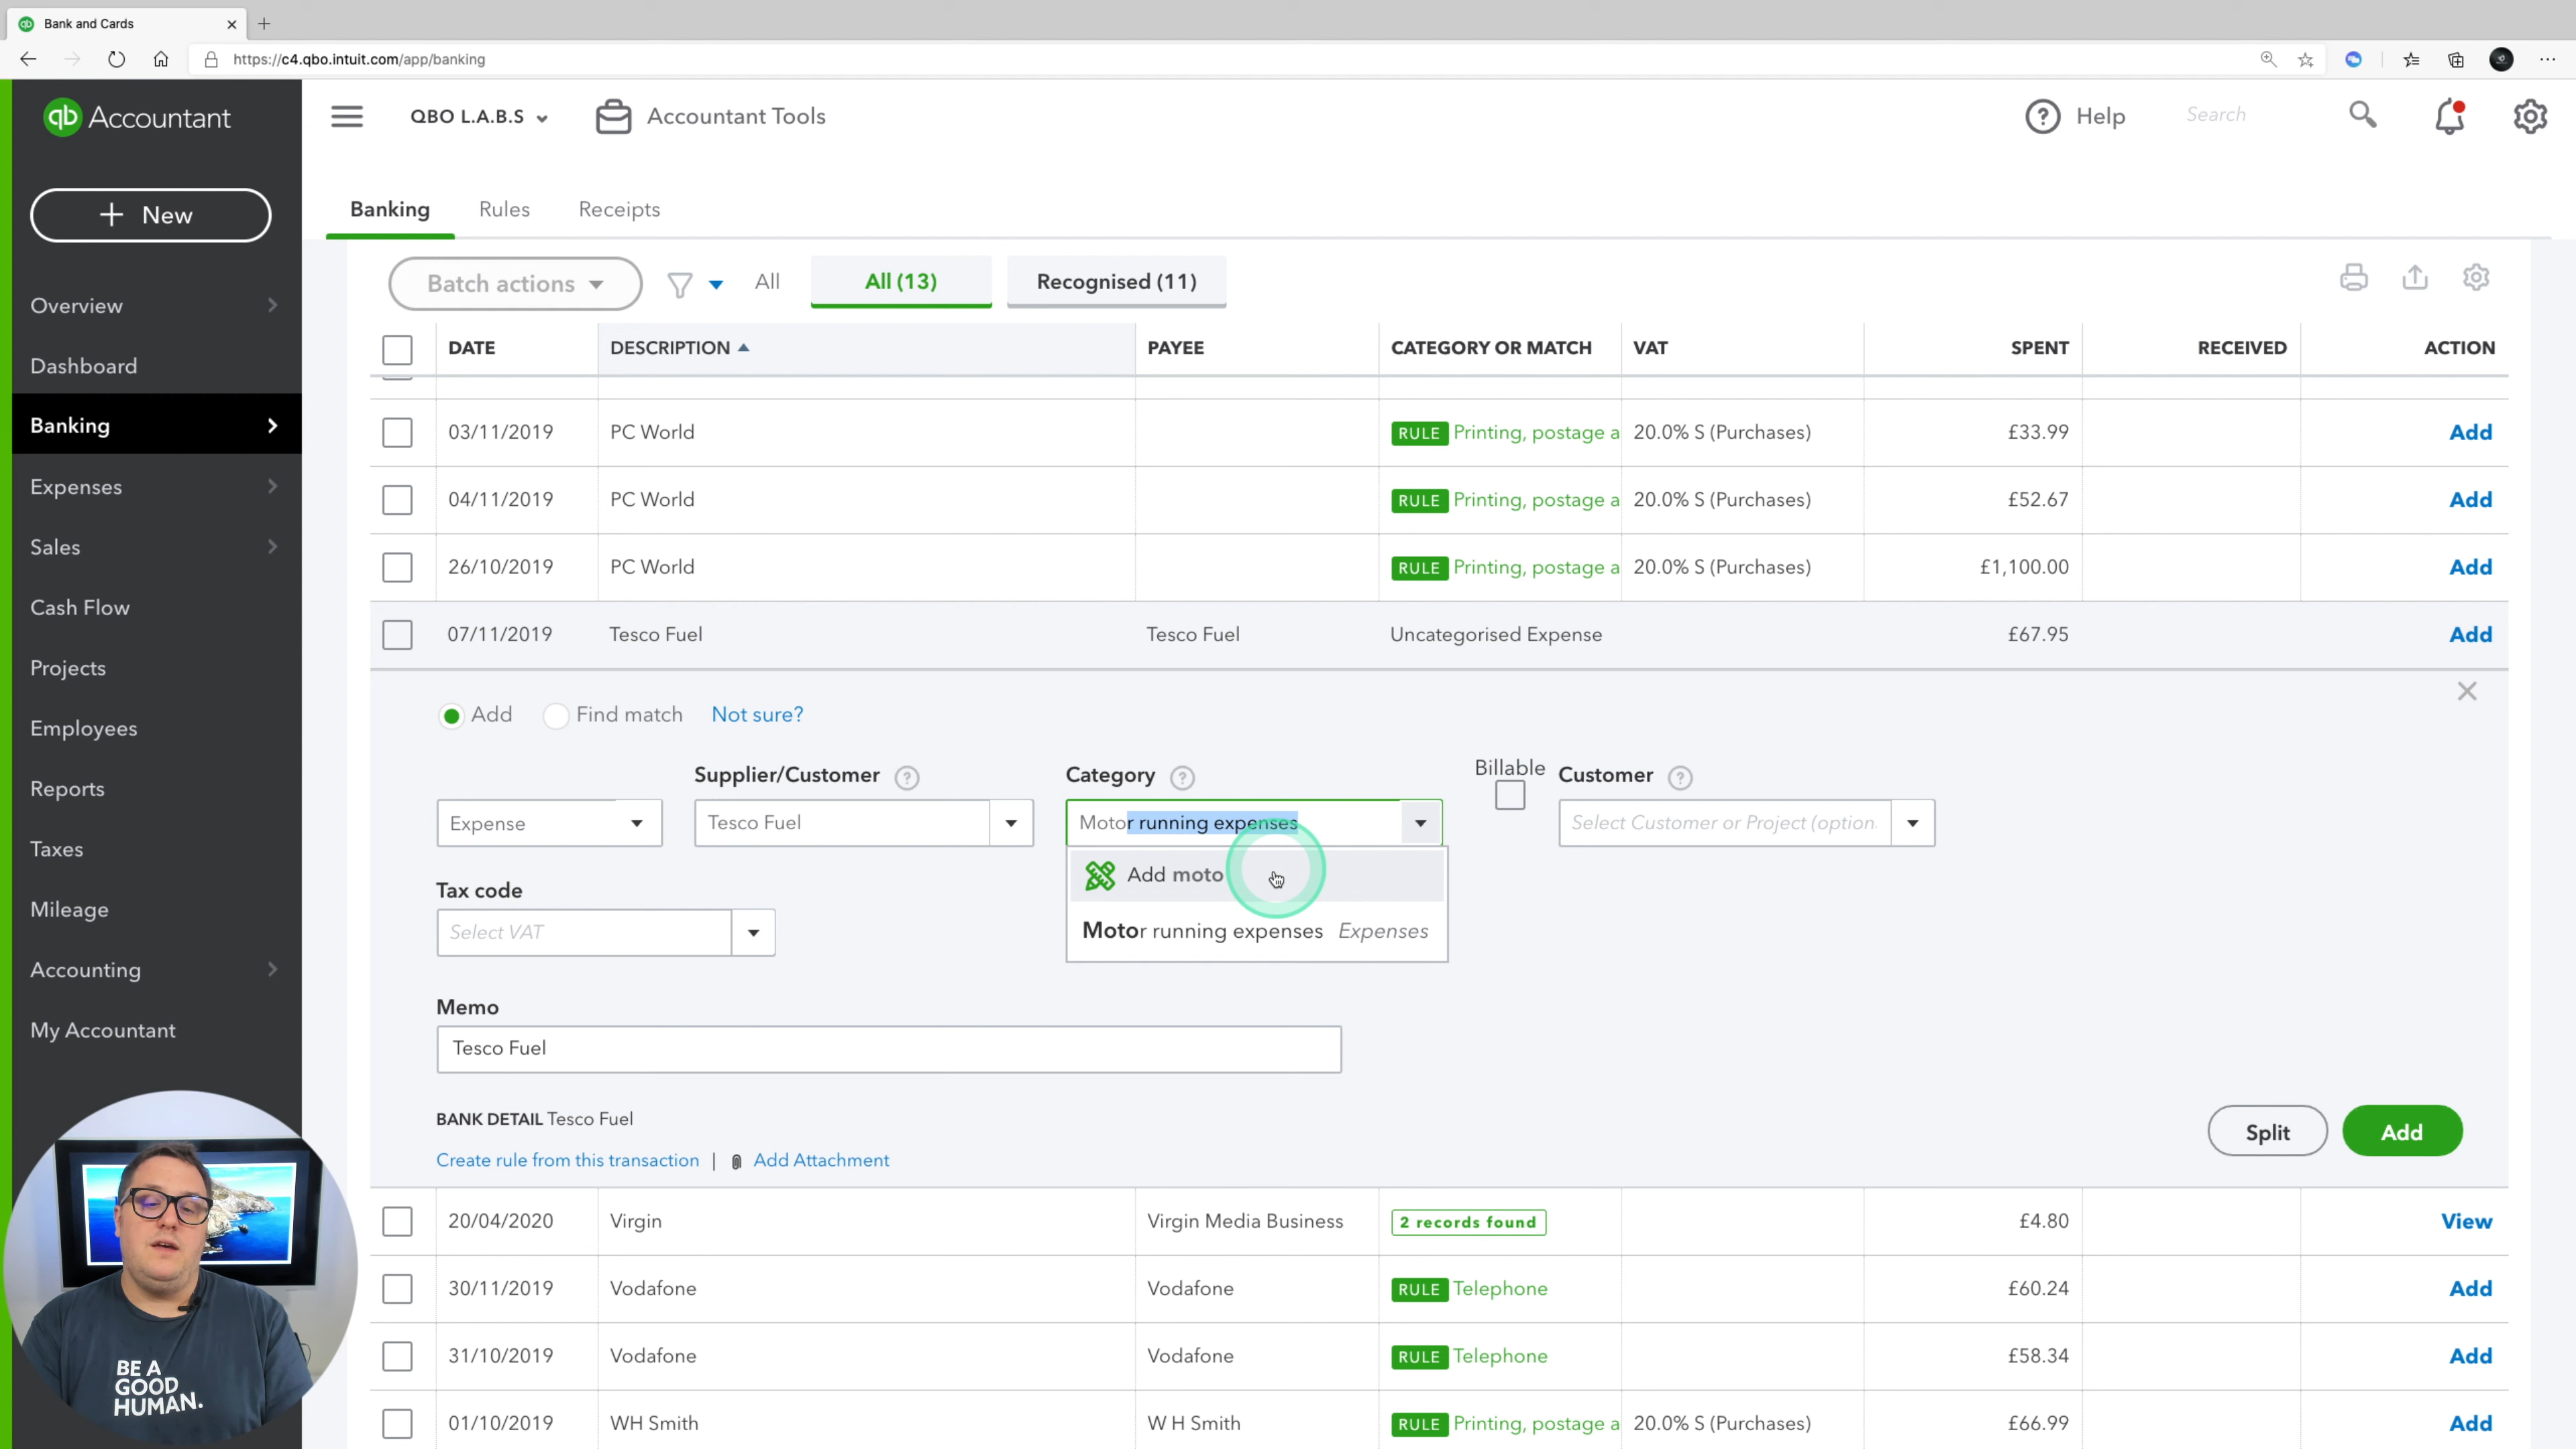 Bank and Cards
https://c4.qbo.intuit.com/app/banking
qb Accountant
QBO L.A.B.S
Accountant Tools
Help
Search
+ New
Banking
Rules
Receipts
Overview
Dashboard
Banking
Expenses
Sales
Cash Flow
Projects
Employees
Reports
Taxes
Mileage
Accounting
My Accountant
Batch actions
All
All (13)
Recognised (11)
DATE DESCRIPTION PAYEE CATEGORY OR MATCH VAT SPENT RECEIVED ACTION
03/11/2019 PC World RULE Printing, postage a 20.0% S (Purchases) £33.99 Add
04/11/2019 PC World RULE Printing, postage a 20.0% S (Purchases) £52.67 Add
26/10/2019 PC World RULE Printing, postage a 20.0% S (Purchases) £1,100.00 Add
07/11/2019 Tesco Fuel Tesco Fuel Uncategorised Expense £67.95 Add
Add Find match Not sure?
Supplier/Customer ? Category ? Billable Customer ?
Expense Tesco Fuel Motor running expenses Select Customer or Project (option
Add moto
Motor running expenses Expenses
Tax code
Select VAT
Memo
Tesco Fuel
BANK DETAIL Tesco Fuel
Create rule from this transaction | Add Attachment
Split Add
20/04/2020 Virgin Virgin Media Business 2 records found £4.80 View
30/11/2019 Vodafone Vodafone RULE Telephone £60.24 Add
31/10/2019 Vodafone Vodafone RULE Telephone £58.34 Add
01/10/2019 WH Smith W H Smith RULE Printing, postage a 20.0% S (Purchases) £66.99 Add
BE A
GOOD
HUMAN.